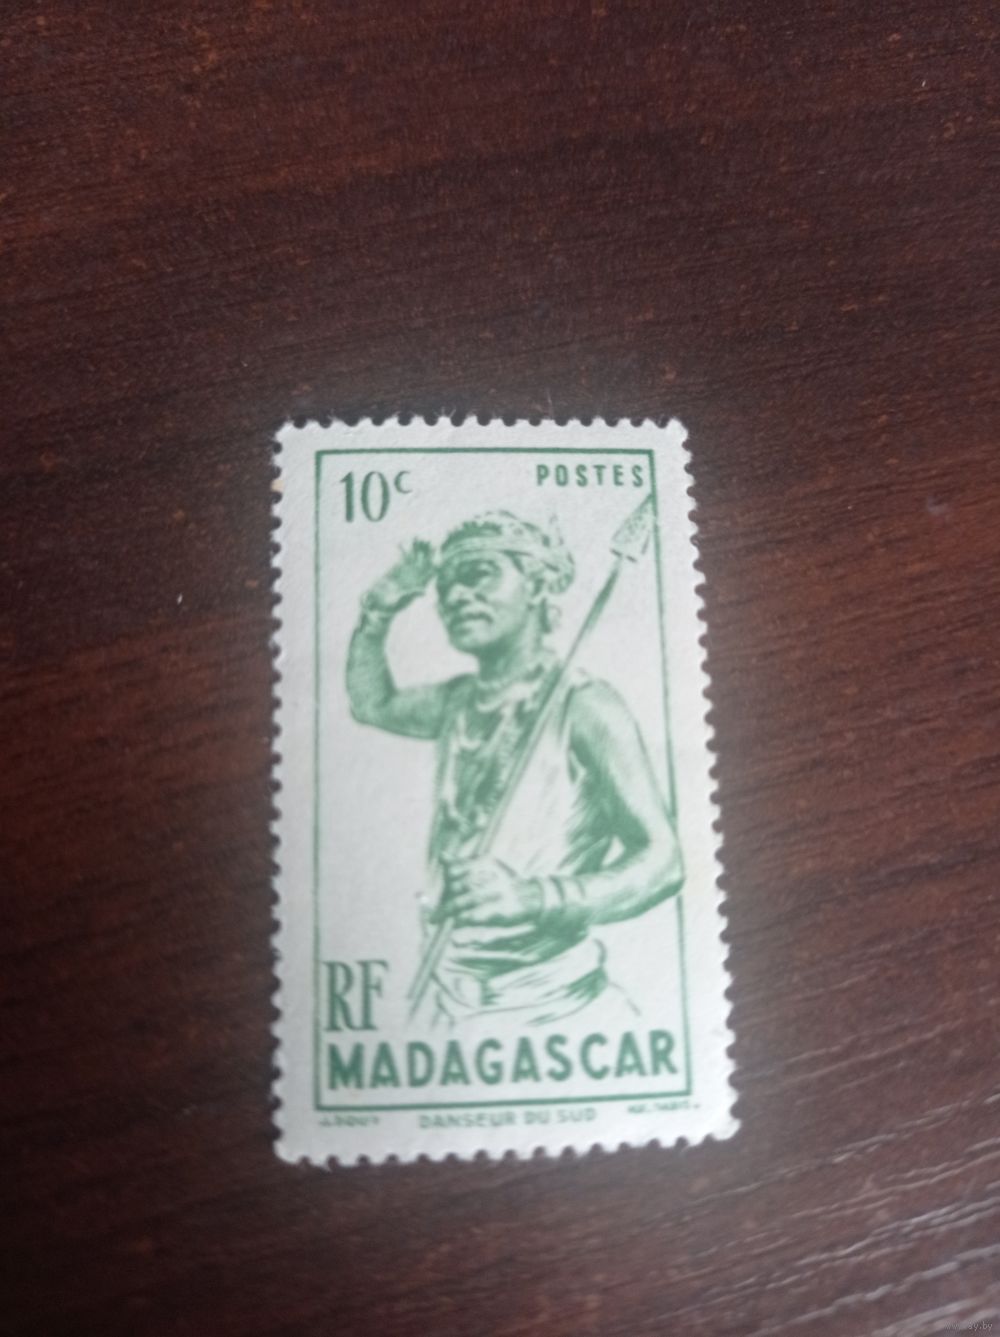 10c POSTES
RF
MADAGASCAR
DANSEUR DU SUD